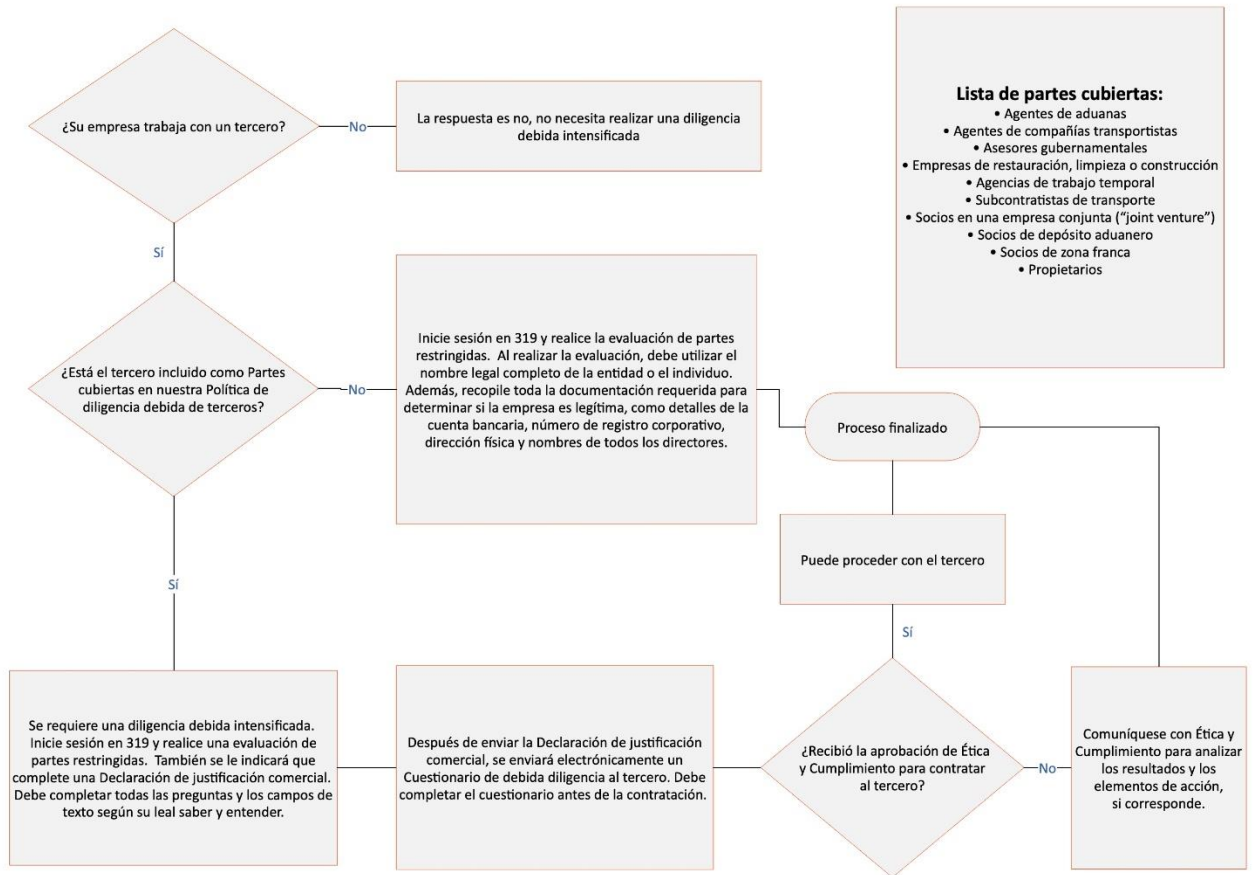 ¿Su empresa trabaja con un tercero?
No
La respuesta es no, no necesita realizar una diligencia
debida intensificada
Lista de partes cubiertas:
• Agentes de aduanas
• Agentes de compañías transportistas
• Asesores gubernamentales
• Empresas de restauración, limpieza o construcción
• Agencias de trabajo temporal
• Subcontratistas de transporte
• Socios en una empresa conjunta (“joint venture”)
• Socios de depósito aduanero
• Socios de zona franca
• Propietarios
Sí
¿Está el tercero incluido como Partes
cubiertas en nuestra Política de
diligencia debida de terceros?
No
Inicie sesión en 319 y realice la evaluación de partes
restringidas. Al realizar la evaluación, debe utilizar el
nombre legal completo de la entidad o el individuo.
Además, recopile toda la documentación requerida para
determinar si la empresa es legítima, como detalles de la
cuenta bancaria, número de registro corporativo,
dirección física y nombres de todos los directores.
Proceso finalizado
Puede proceder con el tercero
Sí
Sí
Se requiere una diligencia debida intensificada.
Inicie sesión en 319 y realice una evaluación de
partes restringidas. También se le indicará que
complete una Declaración de justificación comercial.
Debe completar todas las preguntas y los campos de
texto según su leal saber y entender.
Después de enviar la Declaración de justificación
comercial, se enviará electrónicamente un
Cuestionario de debida diligencia al tercero. Debe
completar el cuestionario antes de la contratación.
¿Recibió la aprobación de Ética
y Cumplimiento para contratar
al tercero?
No
Comuníquese con Ética y
Cumplimiento para analizar
los resultados y los
elementos de acción,
si corresponde.